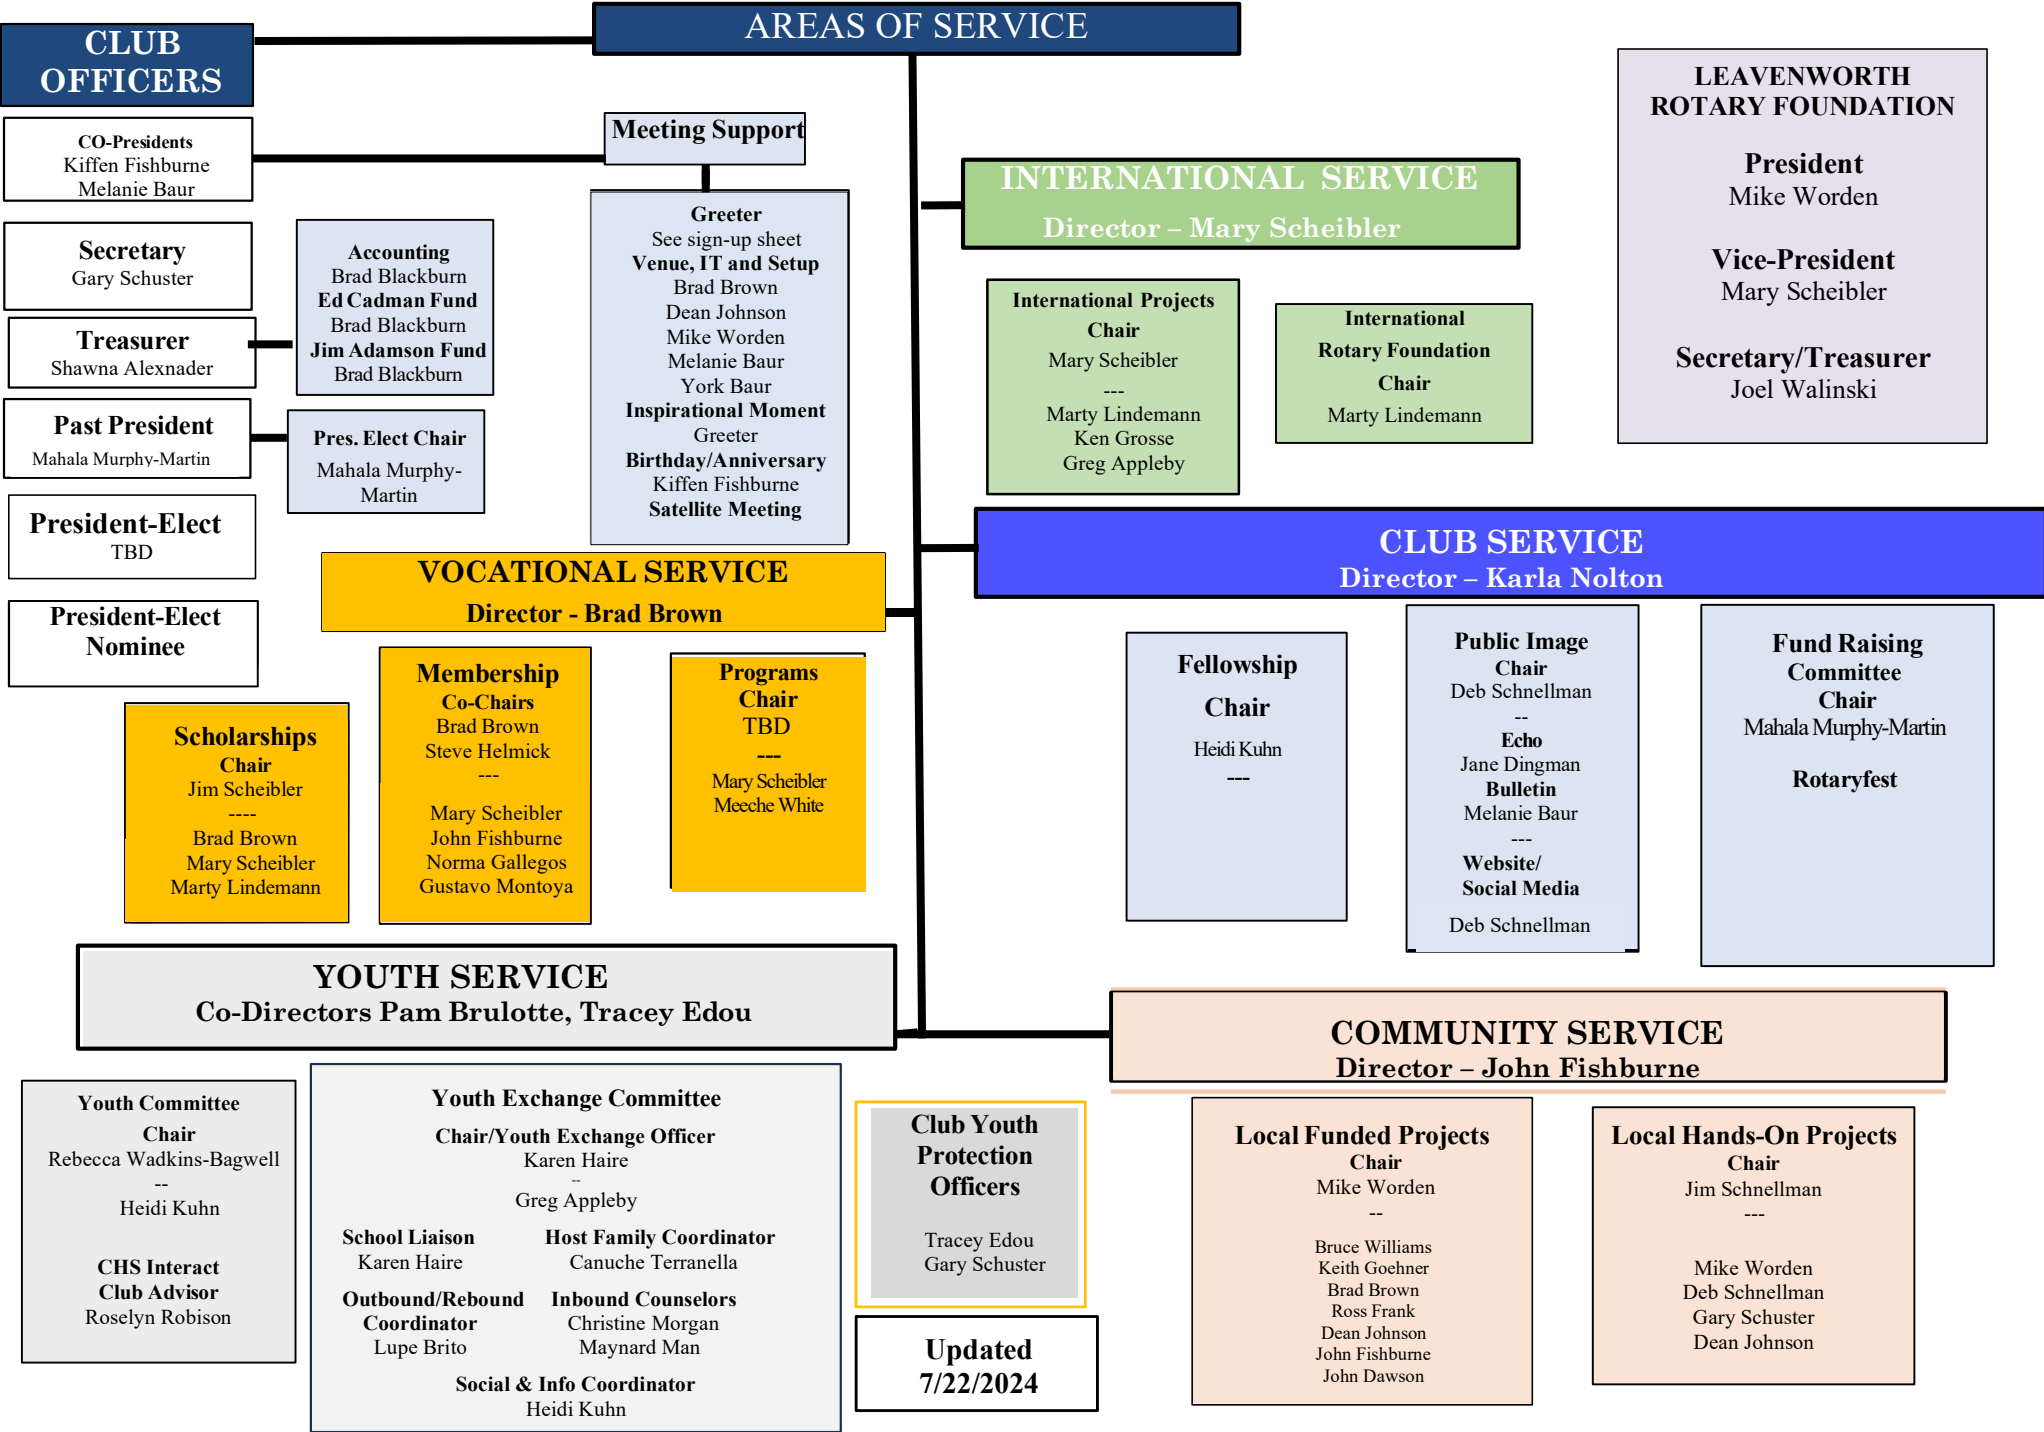 AREAS OF SERVICE
CLUB
OFFICERS
CO-Presidents
Kiffen Fishburne
Melanie Baur
Secretary
Gary Schuster
Treasurer
Shawna Alexnader
Past President
Mahala Murphy-Martin
President-Elect
TBD
President-Elect
Nominee
Accounting
Brad Blackburn
Ed Cadman Fund
Brad Blackburn
Jim Adamson Fund
Brad Blackburn
Pres. Elect Chair
Mahala Murphy-
Martin
Meeting Support
Greeter
See sign-up sheet
Venue, IT and Setup
Brad Brown
Dean Johnson
Mike Worden
Melanie Baur
York Baur
Inspirational Moment
Greeter
Birthday/Anniversary
Kiffen Fishburne
Satellite Meeting
INTERNATIONAL SERVICE
Director – Mary Scheibler
International Projects
Chair
Mary Scheibler
---
Marty Lindemann
Ken Grosse
Greg Appleby
International
Rotary Foundation
Chair
Marty Lindemann
LEAVENWORTH
ROTARY FOUNDATION
President
Mike Worden
Vice-President
Mary Scheibler
Secretary/Treasurer
Joel Walinski
CLUB SERVICE
Director – Karla Nolton
Fellowship
Chair
Heidi Kuhn
---
Public Image
Chair
Deb Schnellman
--
Echo
Jane Dingman
Bulletin
Melanie Baur
---
Website/
Social Media
Deb Schnellman
Fund Raising
Committee
Chair
Mahala Murphy-Martin
Rotaryfest
VOCATIONAL SERVICE
Director - Brad Brown
Scholarships
Chair
Jim Scheibler
----
Brad Brown
Mary Scheibler
Marty Lindemann
Membership
Co-Chairs
Brad Brown
Steve Helmick
---
Mary Scheibler
John Fishburne
Norma Gallegos
Gustavo Montoya
Programs
Chair
TBD
---
Mary Scheibler
Meeche White
YOUTH SERVICE
Co-Directors Pam Brulotte, Tracey Edou
Youth Committee
Chair
Rebecca Wadkins-Bagwell
--
Heidi Kuhn
CHS Interact
Club Advisor
Roselyn Robison
Youth Exchange Committee
Chair/Youth Exchange Officer
Karen Haire
--
Greg Appleby
School Liaison
Karen Haire
Host Family Coordinator
Canuche Terranella
Outbound/Rebound
Coordinator
Lupe Brito
Inbound Counselors
Christine Morgan
Maynard Man
Social & Info Coordinator
Heidi Kuhn
Club Youth
Protection
Officers
Tracey Edou
Gary Schuster
Updated
7/22/2024
COMMUNITY SERVICE
Director – John Fishburne
Local Funded Projects
Chair
Mike Worden
--
Bruce Williams
Keith Goehner
Brad Brown
Ross Frank
Dean Johnson
John Fishburne
John Dawson
Local Hands-On Projects
Chair
Jim Schnellman
---
Mike Worden
Deb Schnellman
Gary Schuster
Dean Johnson